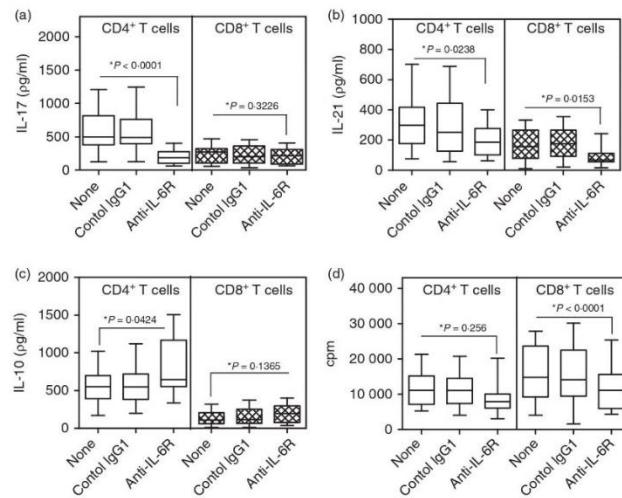 (a)
CD4⁺ T cells CD8⁺ T cells
*P < 0·0001
*P = 0·3226
IL-17 (ρg/ml)
2000
1500
1000
500
0
None
Contol IgG1
Anti-IL-6R
None
Contol IgG1
Anti-IL-6R
(b)
CD4⁺ T cells CD8⁺ T cells
*P = 0·0238
*P = 0·0153
IL-21 (ρg/ml)
1000
800
600
400
200
0
None
Contol IgG1
Anti-IL-6R
None
Contol IgG1
Anti-IL-6R
(c)
CD4⁺ T cells CD8⁺ T cells
*P = 0·0424
*P = 0·1365
IL-10 (ρg/ml)
2000
1500
1000
500
0
None
Contol IgG1
Anti-IL-6R
None
Contol IgG1
Anti-IL-6R
(d)
CD4⁺ T cells CD8⁺ T cells
*P < 0·0001
*P = 0·256
cpm
40 000
30 000
20 000
10 000
0
None
Contol IgG1
Anti-IL-6R
None
Contol IgG1
Anti-IL-6R